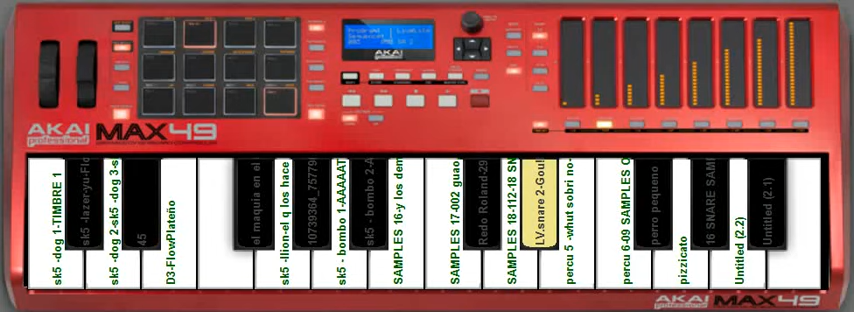 AKAI
professional
MAX49
AKAI
sk5 -dog 1-TIMBRE 1
sk5 -lazer-yu-Flo
sk5 -dog 2-sk5 -dog 3-s
45
D3-FlowPlateño
el maquia en el
sk5 -llion-el q los hace
10739364_75779
sk5 - bombo 1-AAAAAT
sk5 - bombo 2-A
SAMPLES 16-y los dem
SAMPLES 17-002 guao
Redo Roland-29
SAMPLES 18-112-18 SN
LV.snare 2-Gou!
percu 5 -whut sobri no-
percu 6-09 SAMPLES O
perro pequeno
pizzicato
16 SNARE SAM
Untitled (2.2)
Untitled (2.1)
AKAI
professional
MAX49